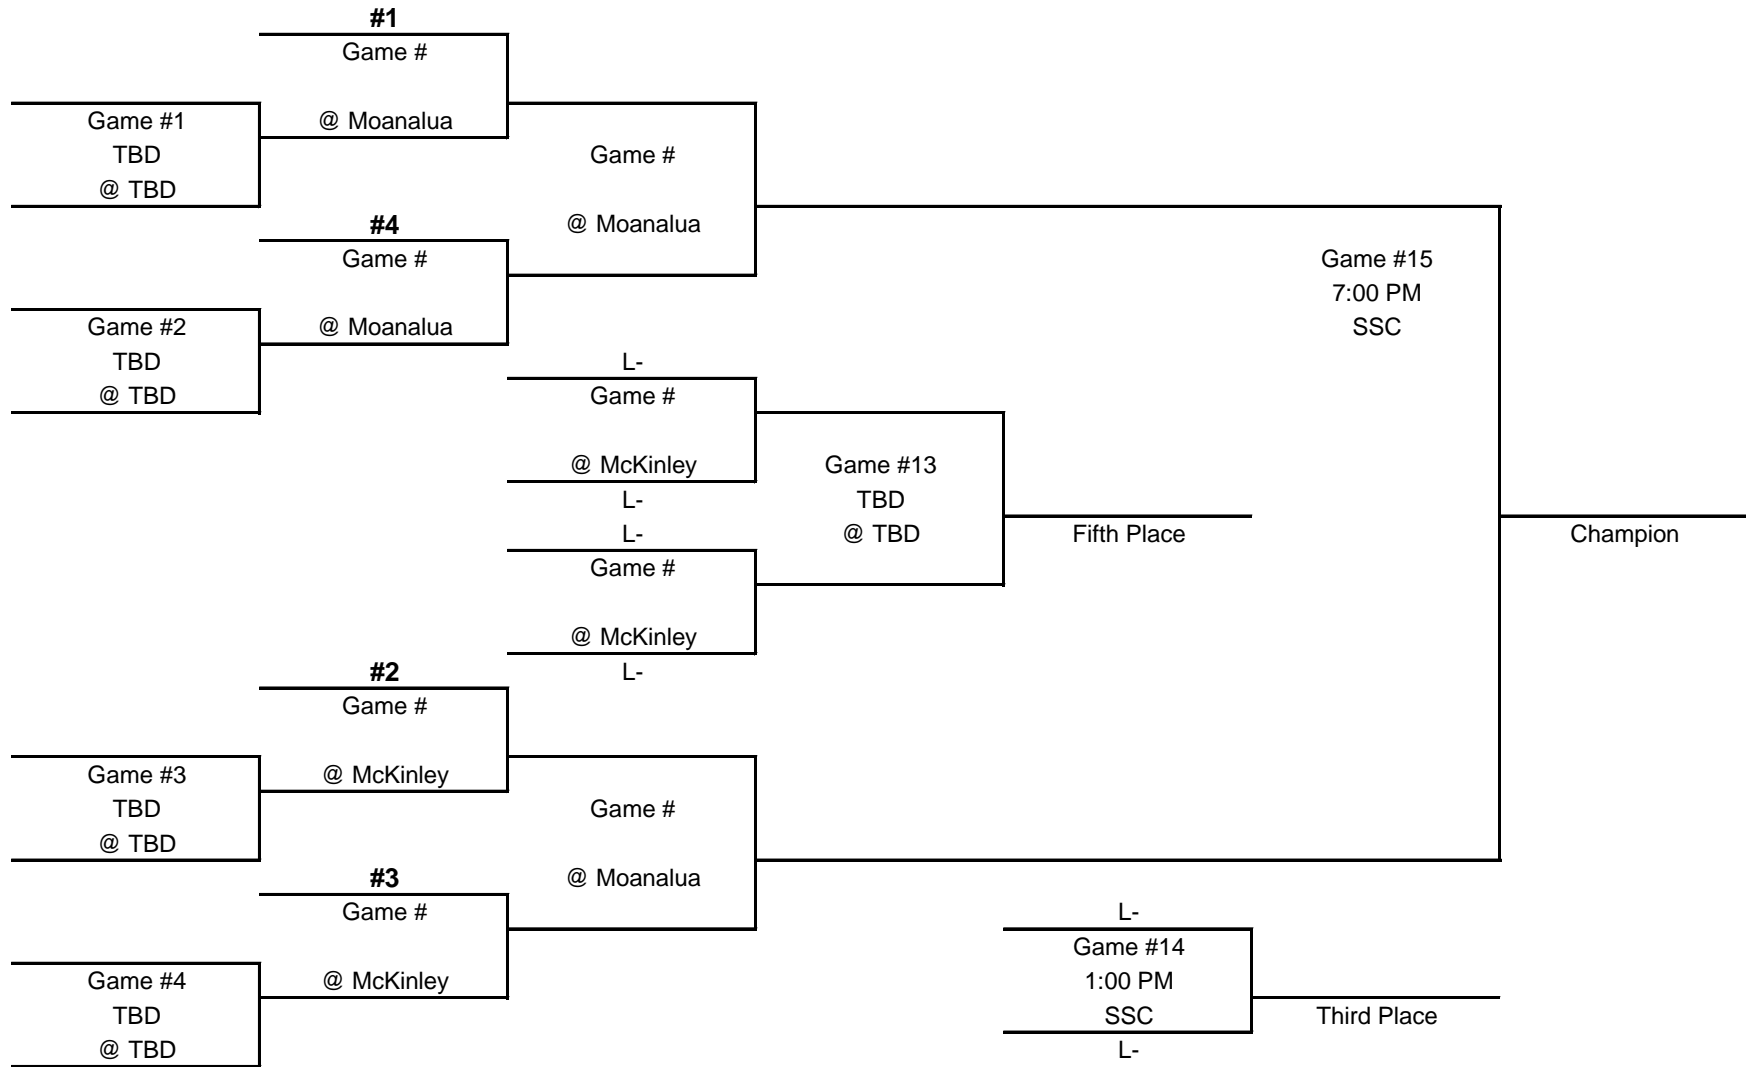 #1
Game #
@ Moanalua
Game #1
TBD
@ TBD
Game #
@ Moanalua
#4
Game #
@ Moanalua
Game #2
TBD
@ TBD
Game #15
7:00 PM
SSC
L-
Game #
@ McKinley
L-
L-
Game #
@ McKinley
L-
Game #13
TBD
@ TBD
Fifth Place
Champion
#2
Game #
@ McKinley
Game #3
TBD
@ TBD
Game #
@ Moanalua
#3
Game #
@ McKinley
Game #4
TBD
@ TBD
L-
Game #14
1:00 PM
SSC
L-
Third Place